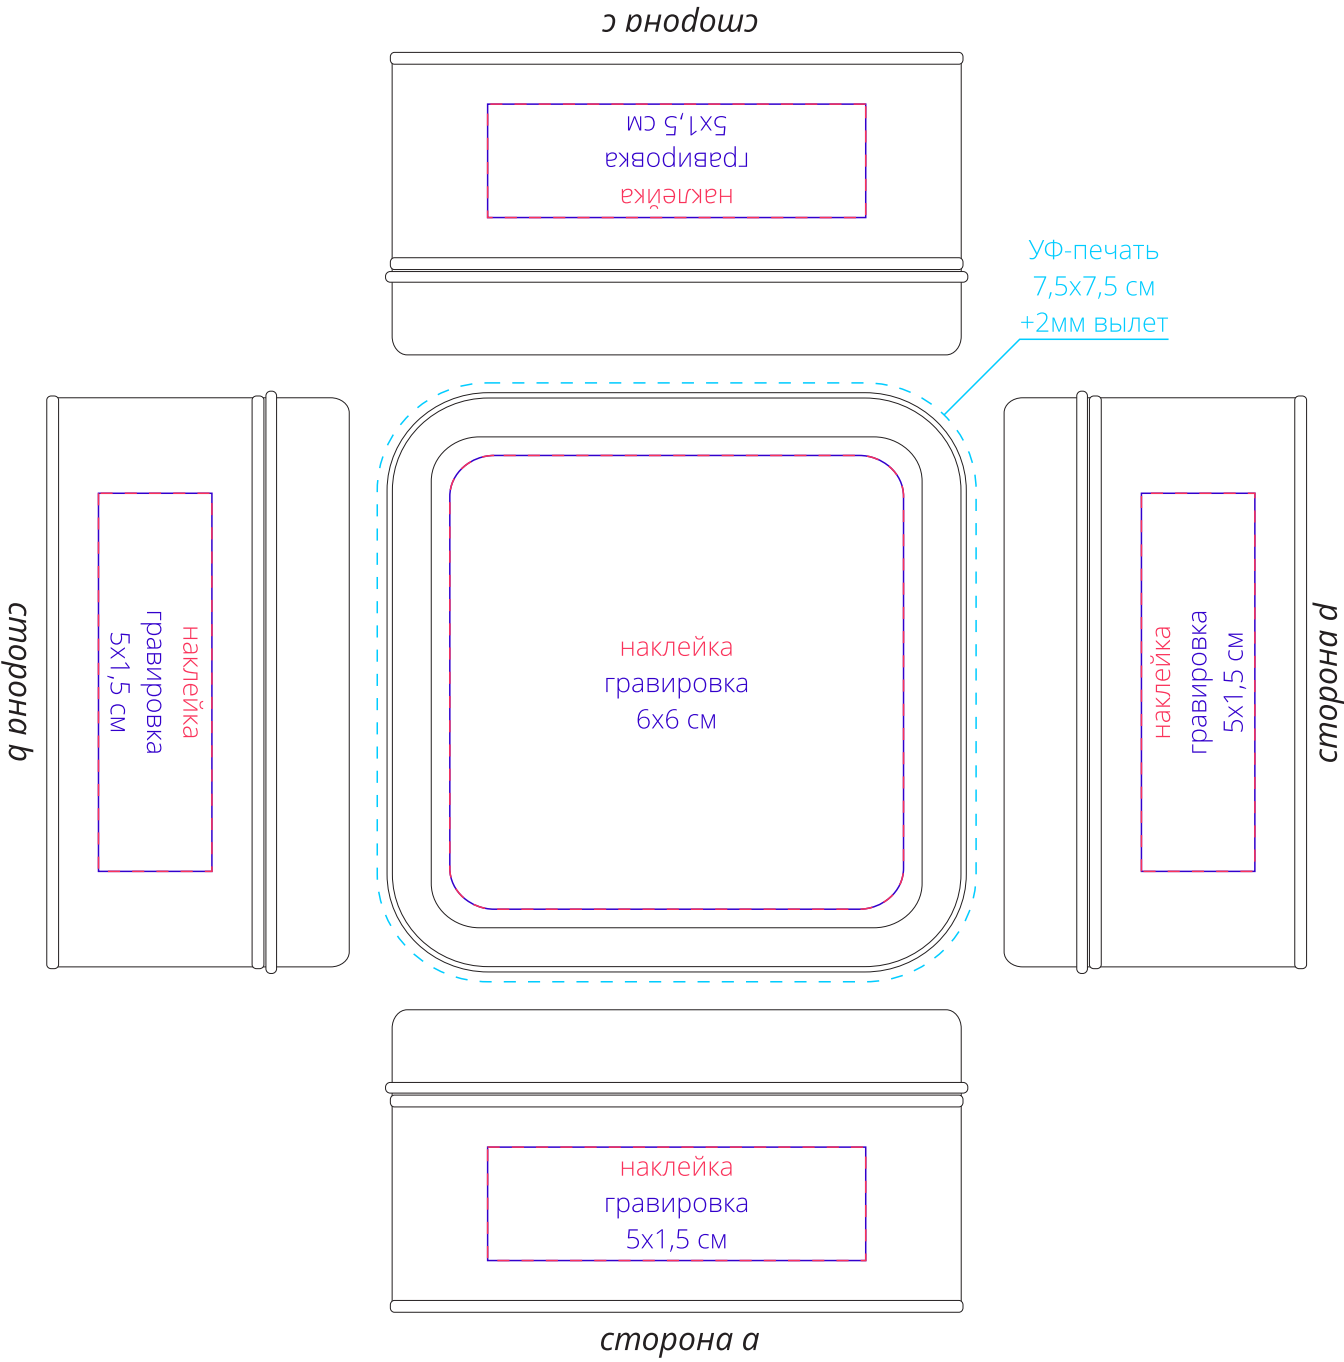 сторона c
наклейка
гравировка
5x1,5 см
УФ-печать
7,5x7,5 см
+2мм вылет
сторона b
наклейка
гравировка
5x1,5 см
наклейка
гравировка
6x6 см
наклейка
гравировка
5x1,5 см
сторона d
наклейка
гравировка
5x1,5 см
сторона a